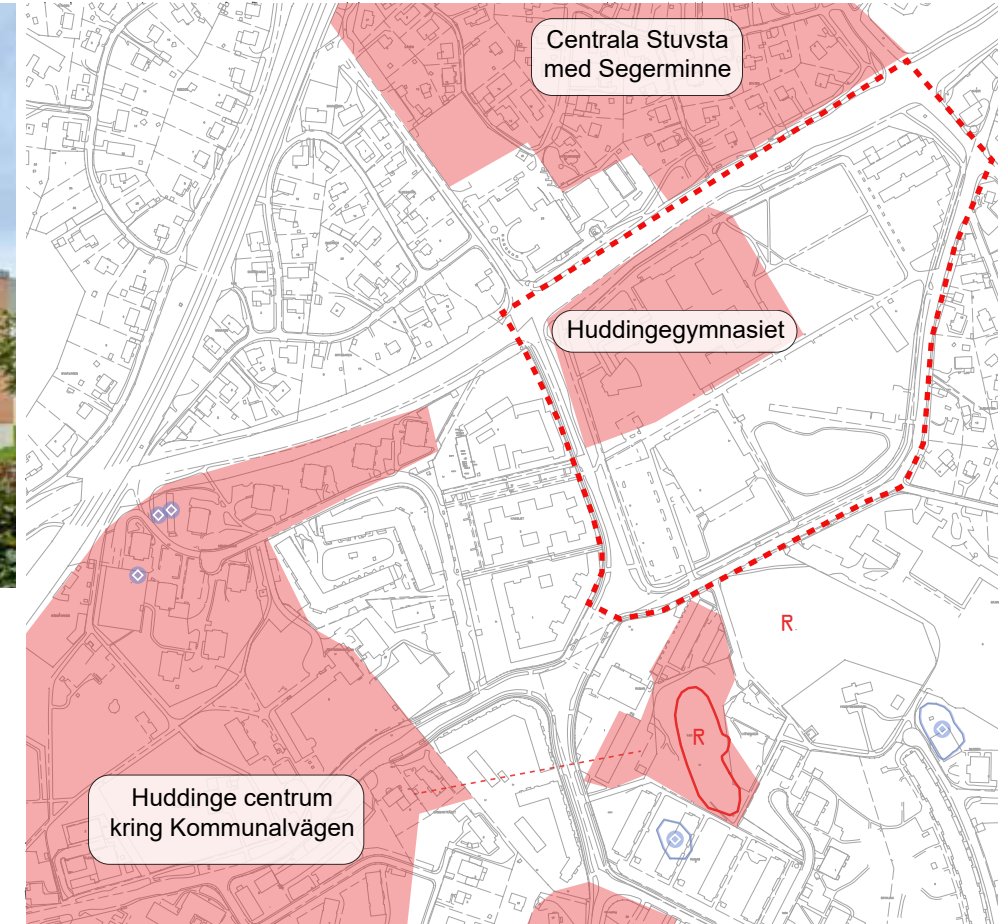 Centrala Stuvsta
med Segerminne
Huddingegymnasiet
R
R
Huddinge centrum
kring Kommunalvägen